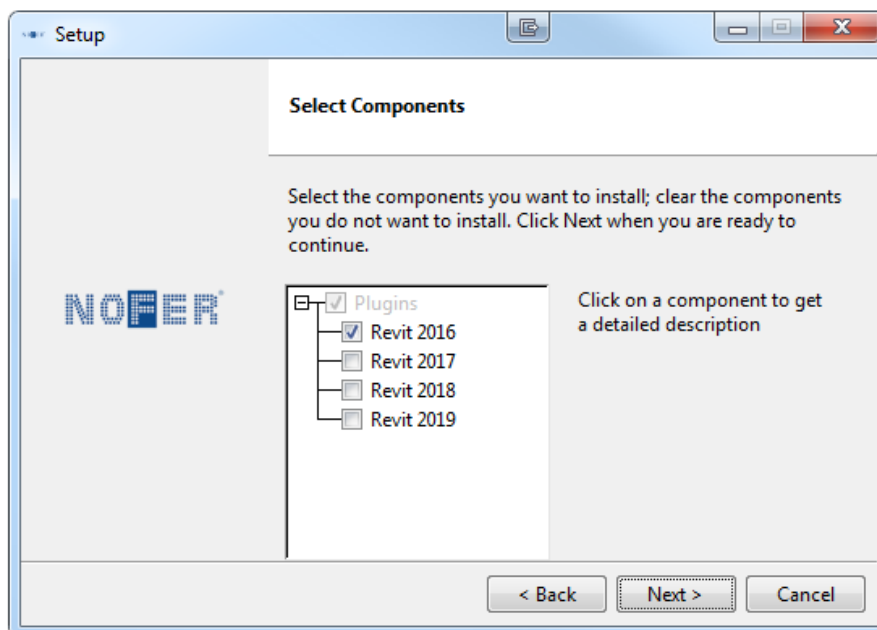 Setup
Select Components
Select the components you want to install; clear the components
you do not want to install. Click Next when you are ready to
continue.
NOFER®
Plugins
Revit 2016
Revit 2017
Revit 2018
Revit 2019
Click on a component to get
a detailed description
< Back
Next >
Cancel